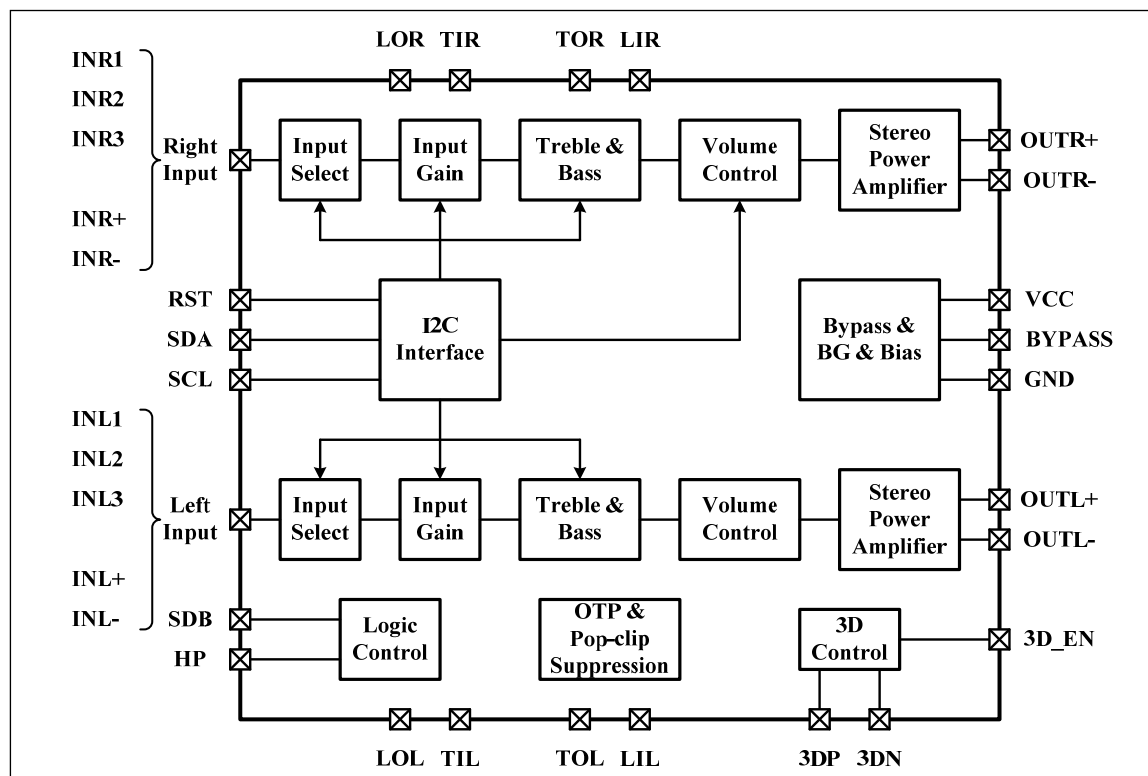 LOR TIR TOR LIR
INR1
INR2
INR3
INR+
INR-
Right
Input
Input
Select
Input
Gain
Treble &
Bass
Volume
Control
Stereo
Power
Amplifier
OUTR+
OUTR-
RST
SDA
SCL
I2C
Interface
Bypass &
BG & Bias
VCC
BYPASS
GND
INL1
INL2
INL3
INL+
INL-
Left
Input
Input
Select
Input
Gain
Treble &
Bass
Volume
Control
Stereo
Power
Amplifier
OUTL+
OUTL-
SDB
HP
Logic
Control
OTP &
Pop-clip
Suppression
3D
Control
3D_EN
LOL TIL TOL LIL 3DP 3DN